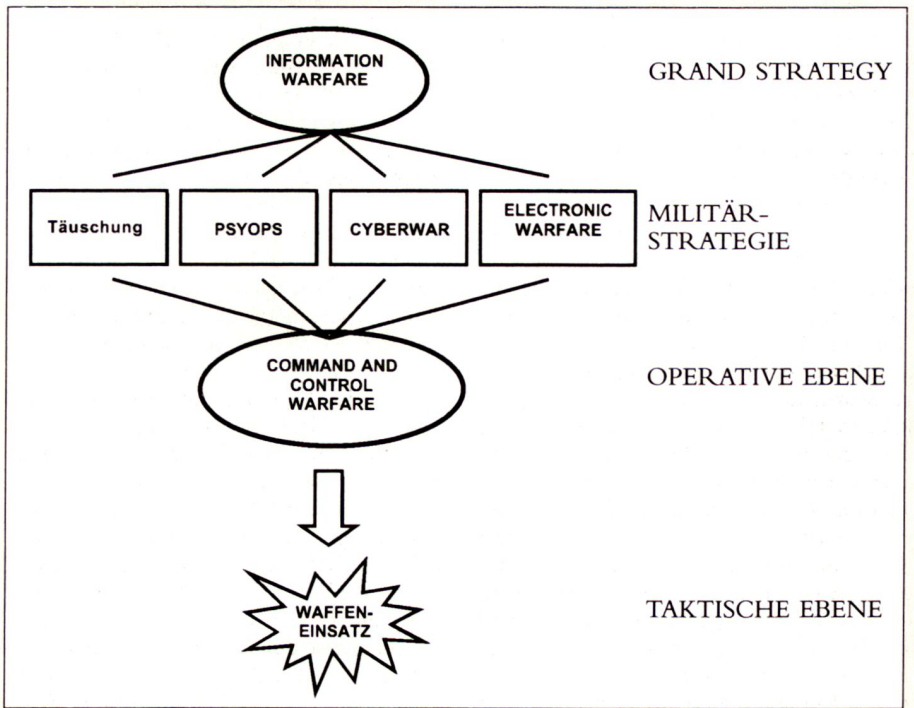 INFORMATION
WARFARE
GRAND STRATEGY
Täuschung
PSYOPS
CYBERWAR
ELECTRONIC
WARFARE
MILITÄR-
STRATEGIE
COMMAND AND
CONTROL
WARFARE
OPERATIVE EBENE
WAFFEN-
EINSATZ
TAKTISCHE EBENE